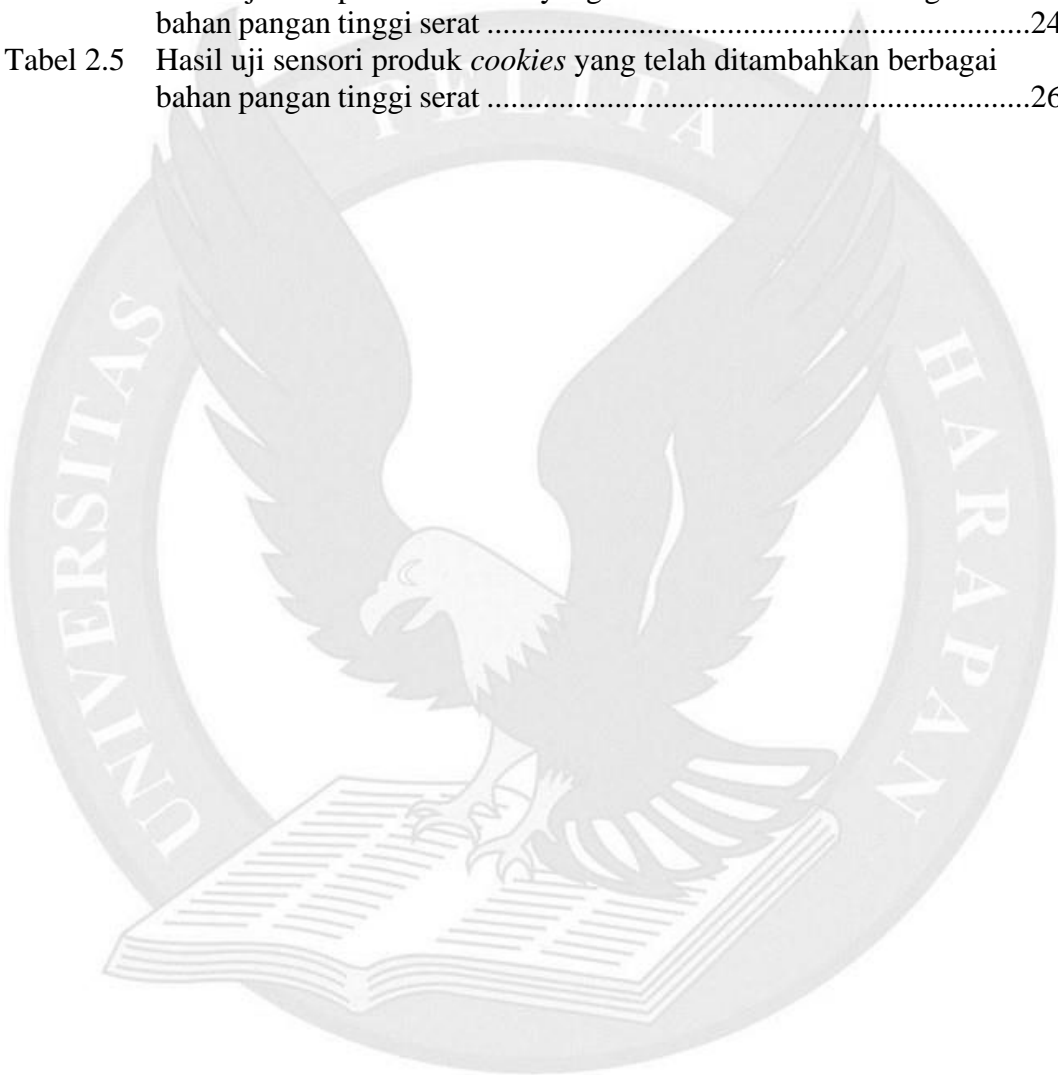 bahan pangan tinggi serat ..............................................................................24
Tabel 2.5 Hasil uji sensori produk cookies yang telah ditambahkan berbagai
bahan pangan tinggi serat ..............................................................................26
UNIVERSITAS PELITA HARAPAN